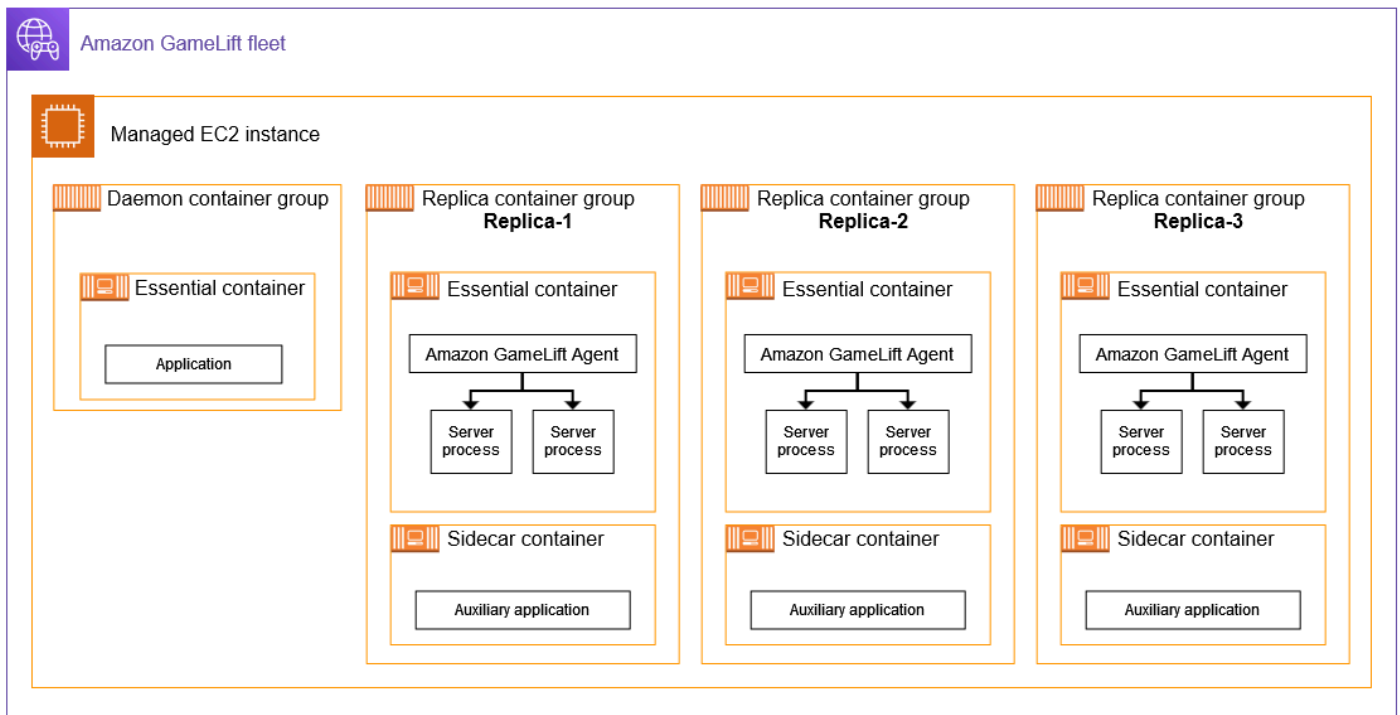 Amazon GameLift fleet
Managed EC2 instance
Daemon container group
Essential container
Application
Replica container group
Replica-1
Essential container
Amazon GameLift Agent
Server
process
Server
process
Sidecar container
Auxiliary application
Replica container group
Replica-2
Essential container
Amazon GameLift Agent
Server
process
Server
process
Sidecar container
Auxiliary application
Replica container group
Replica-3
Essential container
Amazon GameLift Agent
Server
process
Server
process
Sidecar container
Auxiliary application